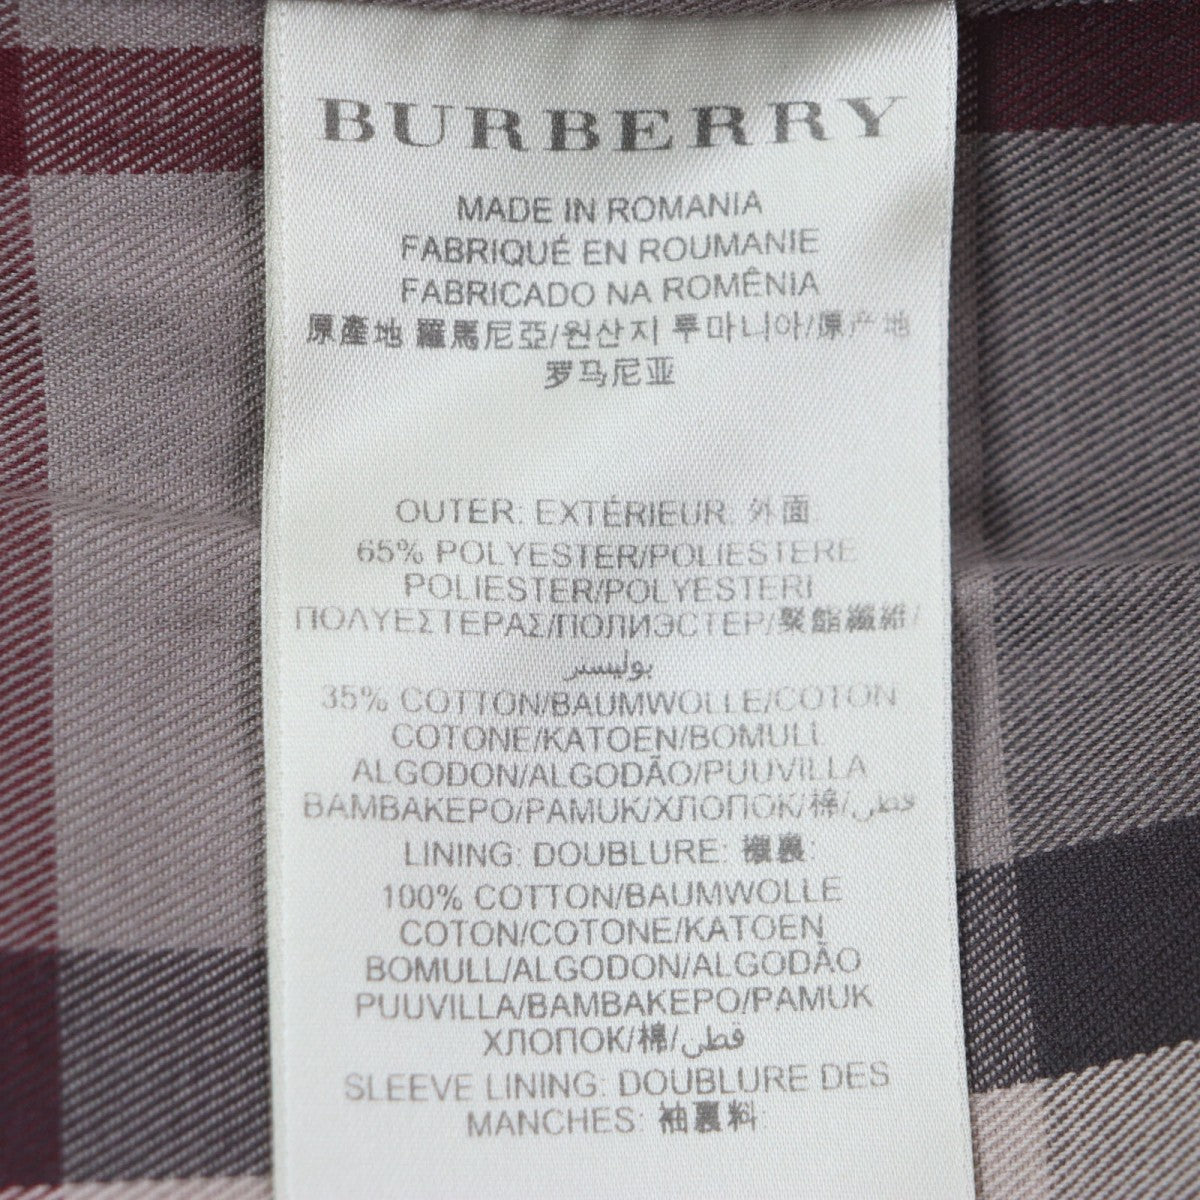 BURBERRY
MADE IN ROMANIA
FABRIQUÉ EN ROUMANIE
FABRICADO NA ROMÊNIA
原產地 羅馬尼亞/원산지 루마니아/原产地
罗马尼亚
OUTER: EXTÉRIEUR: 外面:
65% POLYESTER/POLIESTERE
POLIESTER/POLYESTERI
ΠΟΛΥΕΣΤΕΡΑΣ/ПОЛИЭСТЕР/聚酯纖維/
بوليستر
35% COTTON/BAUMWOLLE/COTON
COTONE/KATOEN/BOMULL
ALGODON/ALGODÃO/PUUVILLA
ΒΑΜΒΑΚΕΡΟ/PAMUK/ХЛОПОК/棉/قطن
LINING: DOUBLURE: 襯裏:
100% COTTON/BAUMWOLLE
COTON/COTONE/KATOEN
BOMULL/ALGODON/ALGODÃO
PUUVILLA/ΒΑΜΒΑΚΕΡΟ/PAMUK
ХЛОПОК/棉/قطن
SLEEVE LINING: DOUBLURE DES
MANCHES: 袖裏料: